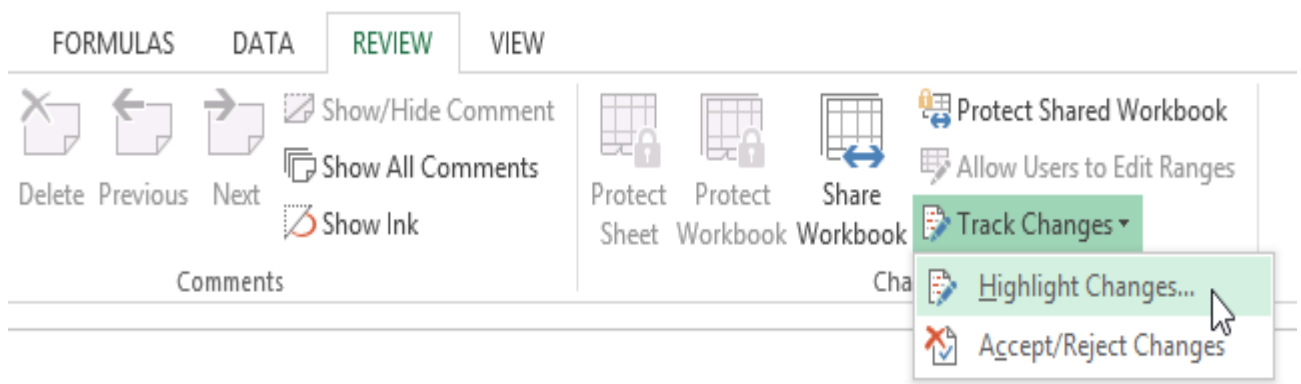 FORMULAS DATA REVIEW VIEW
Show/Hide Comment
Show All Comments
Show Ink
Delete Previous Next
Comments
Protect Sheet
Protect Workbook
Share Workbook
Protect Shared Workbook
Allow Users to Edit Ranges
Track Changes
Cha
Highlight Changes...
Accept/Reject Changes